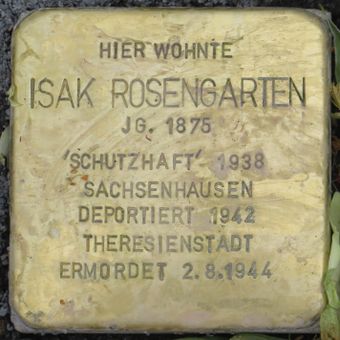 HIER WOHNTE
ISAK ROSENGARTEN
JG. 1875
'SCHUTZHAFT' 1938
SACHSENHAUSEN
DEPORTIERT 1942
THERESIENSTADT
ERMORDET 2.8.1944